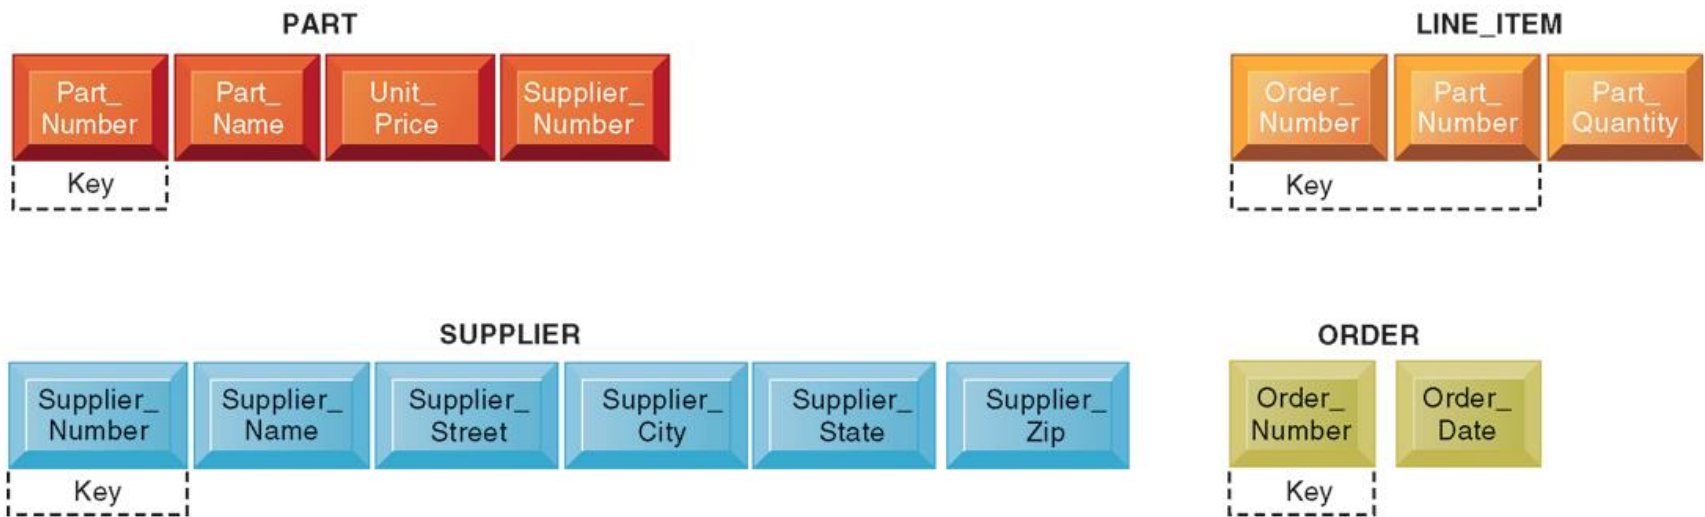 PART
Part_
Number
Part_
Name
Unit_
Price
Supplier_
Number
Key
LINE_ITEM
Order_
Number
Part_
Number
Part_
Quantity
Key
SUPPLIER
Supplier_
Number
Supplier_
Name
Supplier_
Street
Supplier_
City
Supplier_
State
Supplier_
Zip
Key
ORDER
Order_
Number
Order_
Date
Key